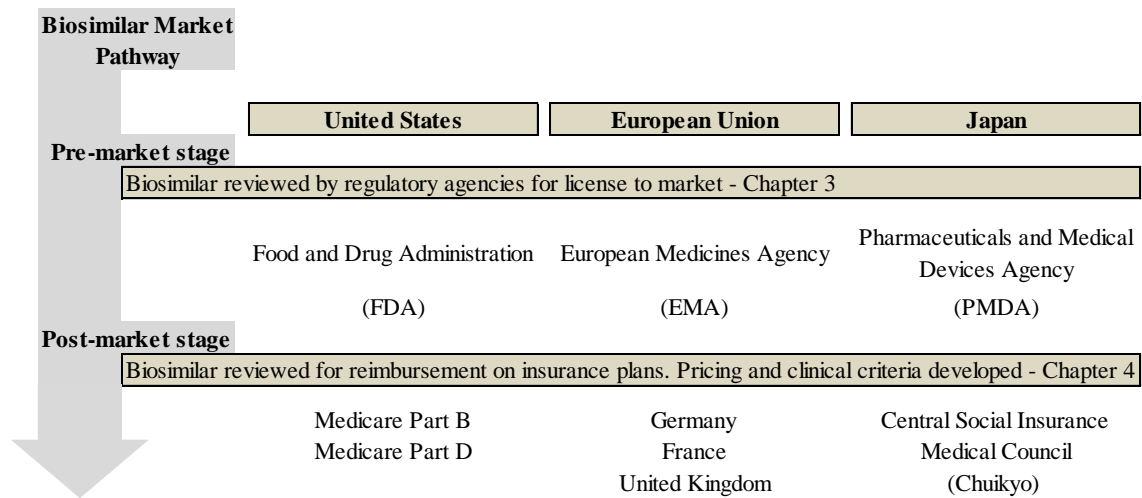 Biosimilar Market
Pathway
United States
European Union
Japan
Pre-market stage
Biosimilar reviewed by regulatory agencies for license to market - Chapter 3
Food and Drug Administration
(FDA)
European Medicines Agency
(EMA)
Pharmaceuticals and Medical
Devices Agency
(PMDA)
Post-market stage
Biosimilar reviewed for reimbursement on insurance plans. Pricing and clinical criteria developed - Chapter 4
Medicare Part B
Medicare Part D
Germany
France
United Kingdom
Central Social Insurance
Medical Council
(Chuikyo)